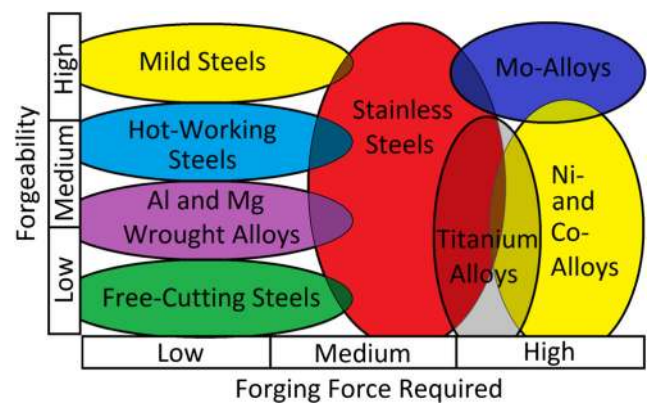 Forgeability
High
Medium
Low
Mild Steels
Hot-Working
Steels
Al and Mg
Wrought Alloys
Free-Cutting Steels
Stainless
Steels
Mo-Alloys
Titanium
Alloys
Ni-
and
Co-
Alloys
Low
Medium
High
Forging Force Required